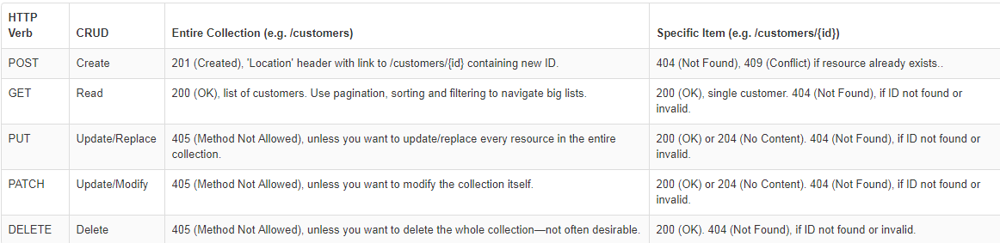 HTTP
Verb CRUD Entire Collection (e.g. /customers) Specific Item (e.g. /customers/{id})
POST Create 201 (Created), 'Location' header with link to /customers/{id} containing new ID. 404 (Not Found), 409 (Conflict) if resource already exists..
GET Read 200 (OK), list of customers. Use pagination, sorting and filtering to navigate big lists. 200 (OK), single customer. 404 (Not Found), if ID not found or
invalid.
PUT Update/Replace 405 (Method Not Allowed), unless you want to update/replace every resource in the entire 200 (OK) or 204 (No Content). 404 (Not Found), if ID not found or
collection. invalid.
PATCH Update/Modify 405 (Method Not Allowed), unless you want to modify the collection itself. 200 (OK) or 204 (No Content). 404 (Not Found), if ID not found or
invalid.
DELETE Delete 405 (Method Not Allowed), unless you want to delete the whole collection—not often desirable. 200 (OK). 404 (Not Found), if ID not found or invalid.